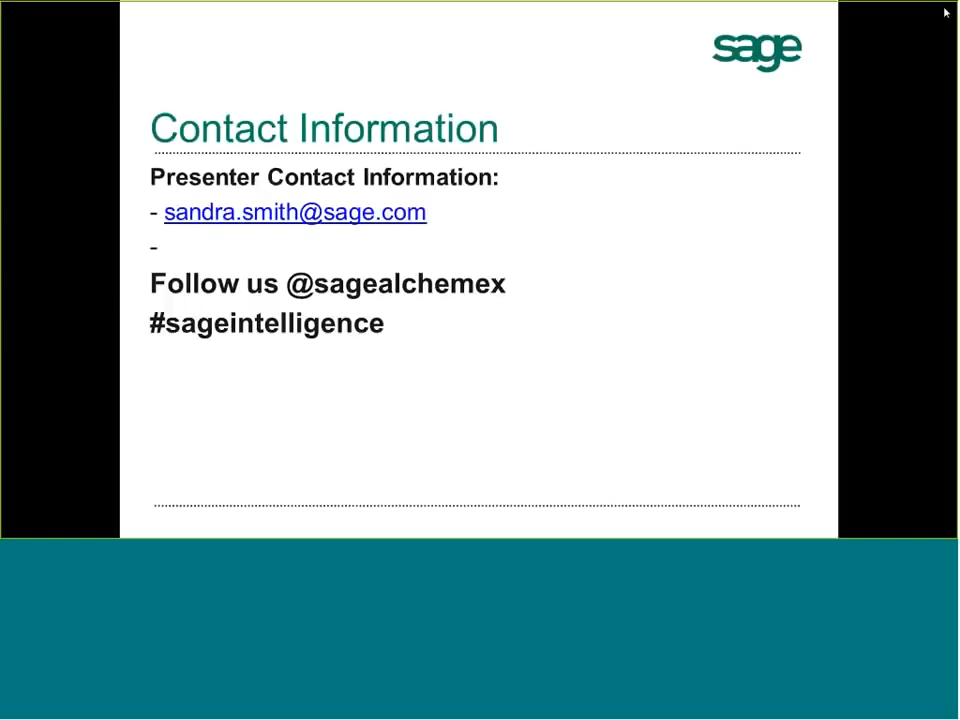 sage
Contact Information
Presenter Contact Information:
- sandra.smith@sage.com
-
Follow us @sagealchemex
#sageintelligence